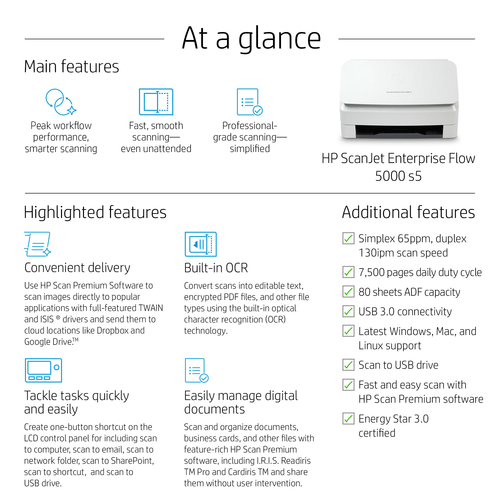 At a glance
Main features
Peak workflow
performance,
smarter scanning
Fast, smooth
scanning—
even unattended
Professional-
grade scanning—
simplified
HP ScanJet Enterprise Flow
5000 s5
Highlighted features
Convenient delivery
Use HP Scan Premium Software to
scan images directly to popular
applications with full-featured TWAIN
and ISIS ® drivers and send them to
cloud locations like Dropbox and
Google Drive.™
Built-in OCR
Convert scans into editable text,
encrypted PDF files, and other file
types using the built-in optical
character recognition (OCR)
technology.
Tackle tasks quickly
and easily
Create one-button shortcut on the
LCD control panel for including scan
to computer, scan to email, scan to
network folder, scan to SharePoint,
scan to shortcut, and scan to
USB drive.
Easily manage digital
documents
Scan and organize documents,
business cards, and other files with
feature-rich HP Scan Premium
software, including I.R.I.S. Readiris
TM Pro and Cardiris TM and share
them without user intervention.
Additional features
Simplex 65ppm, duplex
130ipm scan speed
7,500 pages daily duty cycle
80 sheets ADF capacity
USB 3.0 connectivity
Latest Windows, Mac, and
Linux support
Scan to USB drive
Fast and easy scan with
HP Scan Premium software
Energy Star 3.0
certified